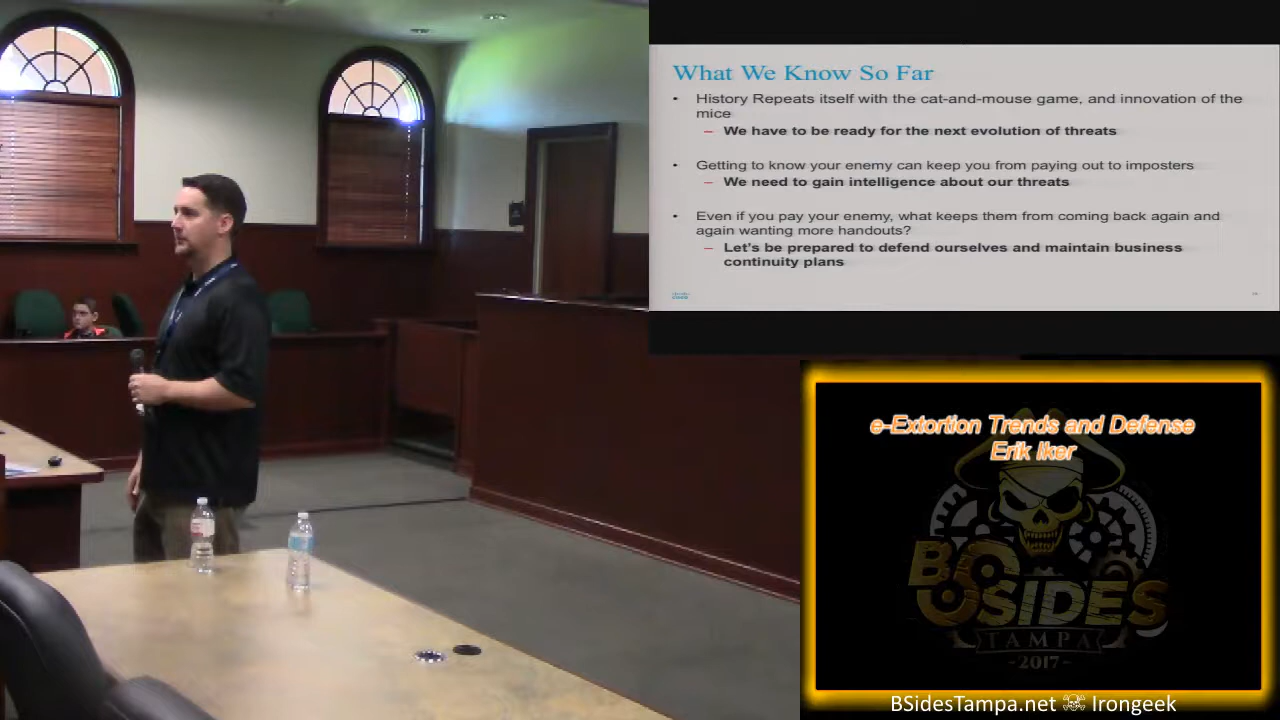 What We Know So Far
• History Repeats itself with the cat-and-mouse game, and innovation of the
mice
– We have to be ready for the next evolution of threats
• Getting to know your enemy can keep you from paying out to imposters
– We need to gain intelligence about our threats
• Even if you pay your enemy, what keeps them from coming back again and
again wanting more handouts?
– Let's be prepared to defend ourselves and maintain business
continuity plans
e-Extortion Trends and Defense
Erik Iker
BSIDES
TAMPA
-2017-
BSidesTampa.net ☠ Irongeek